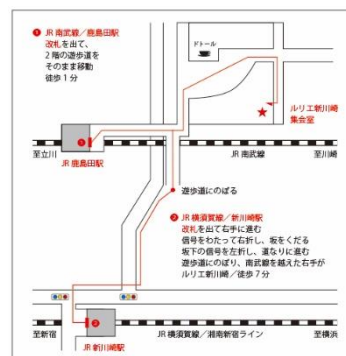 ❶ JR 南武線／鹿島田駅
改札を出て、
2階の遊歩道を
そのまま移動
徒歩1分
ドトール
ルリエ新川崎
集会室
❶
至立川
JR 鹿島田駅
JR 南武線
至川崎
遊歩道にのぼる
❷ JR 横須賀線／新川崎駅
改札を出て右手に進む
信号をわたって右折し、坂をくだる
坂下の信号を左折し、道なりに進む
遊歩道にのぼり、南武線を越えた右手が
ルリエ新川崎／徒歩7分
❷
至新宿
JR 新川崎駅
JR 横須賀線／湘南新宿ライン
至横浜